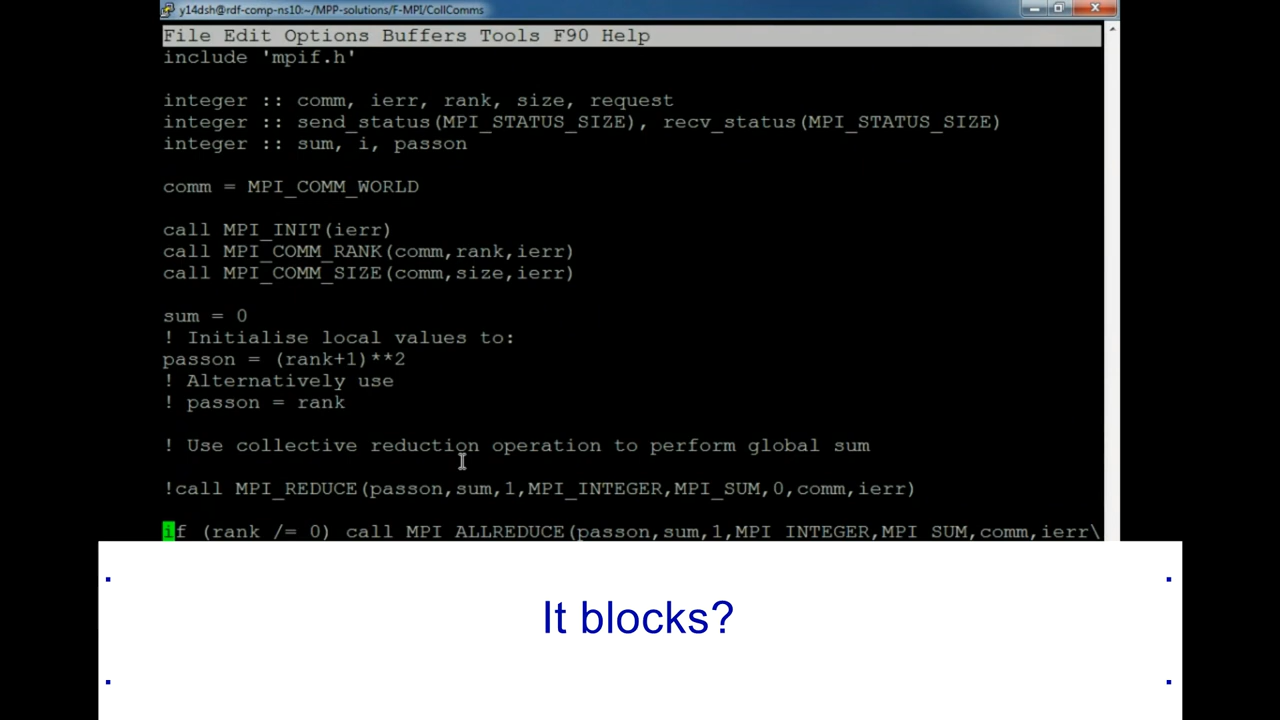 y14dsh@rdf-comp-ns10:~/MPP-solutions/F-MPI/CollComms
File Edit Options Buffers Tools F90 Help
include 'mpif.h'
integer :: comm, ierr, rank, size, request
integer :: send_status(MPI_STATUS_SIZE), recv_status(MPI_STATUS_SIZE)
integer :: sum, i, passon
comm = MPI_COMM_WORLD
call MPI_INIT(ierr)
call MPI_COMM_RANK(comm,rank,ierr)
call MPI_COMM_SIZE(comm,size,ierr)
sum = 0
! Initialise local values to:
passon = (rank+1)**2
! Alternatively use
! passon = rank
! Use collective reduction operation to perform global sum
!call MPI_REDUCE(passon,sum,1,MPI_INTEGER,MPI_SUM,0,comm,ierr)
if (rank /= 0) call MPI_ALLREDUCE(passon,sum,1,MPI_INTEGER,MPI_SUM,comm,ierr\
It blocks?